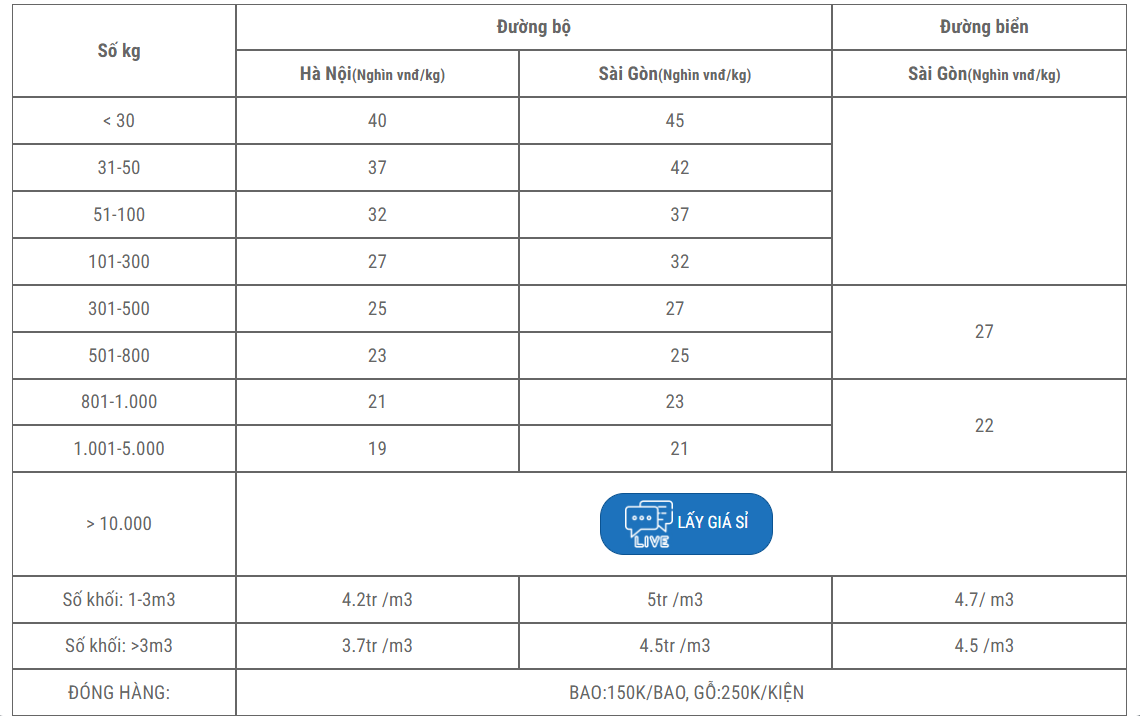 Số kg
Đường bộ
Đường biển
Hà Nội(Nghìn vnđ/kg)
Sài Gòn(Nghìn vnđ/kg)
Sài Gòn(Nghìn vnđ/kg)
< 30
40
45
31-50
37
42
51-100
32
37
101-300
27
32
301-500
25
27
27
501-800
23
25
801-1.000
21
23
22
1.001-5.000
19
21
> 10.000
LIVE
LẤY GIÁ SỈ
Số khối: 1-3m3
4.2tr /m3
5tr /m3
4.7/ m3
Số khối: >3m3
3.7tr /m3
4.5tr /m3
4.5 /m3
ĐÓNG HÀNG:
BAO:150K/BAO, GỖ:250K/KIỆN